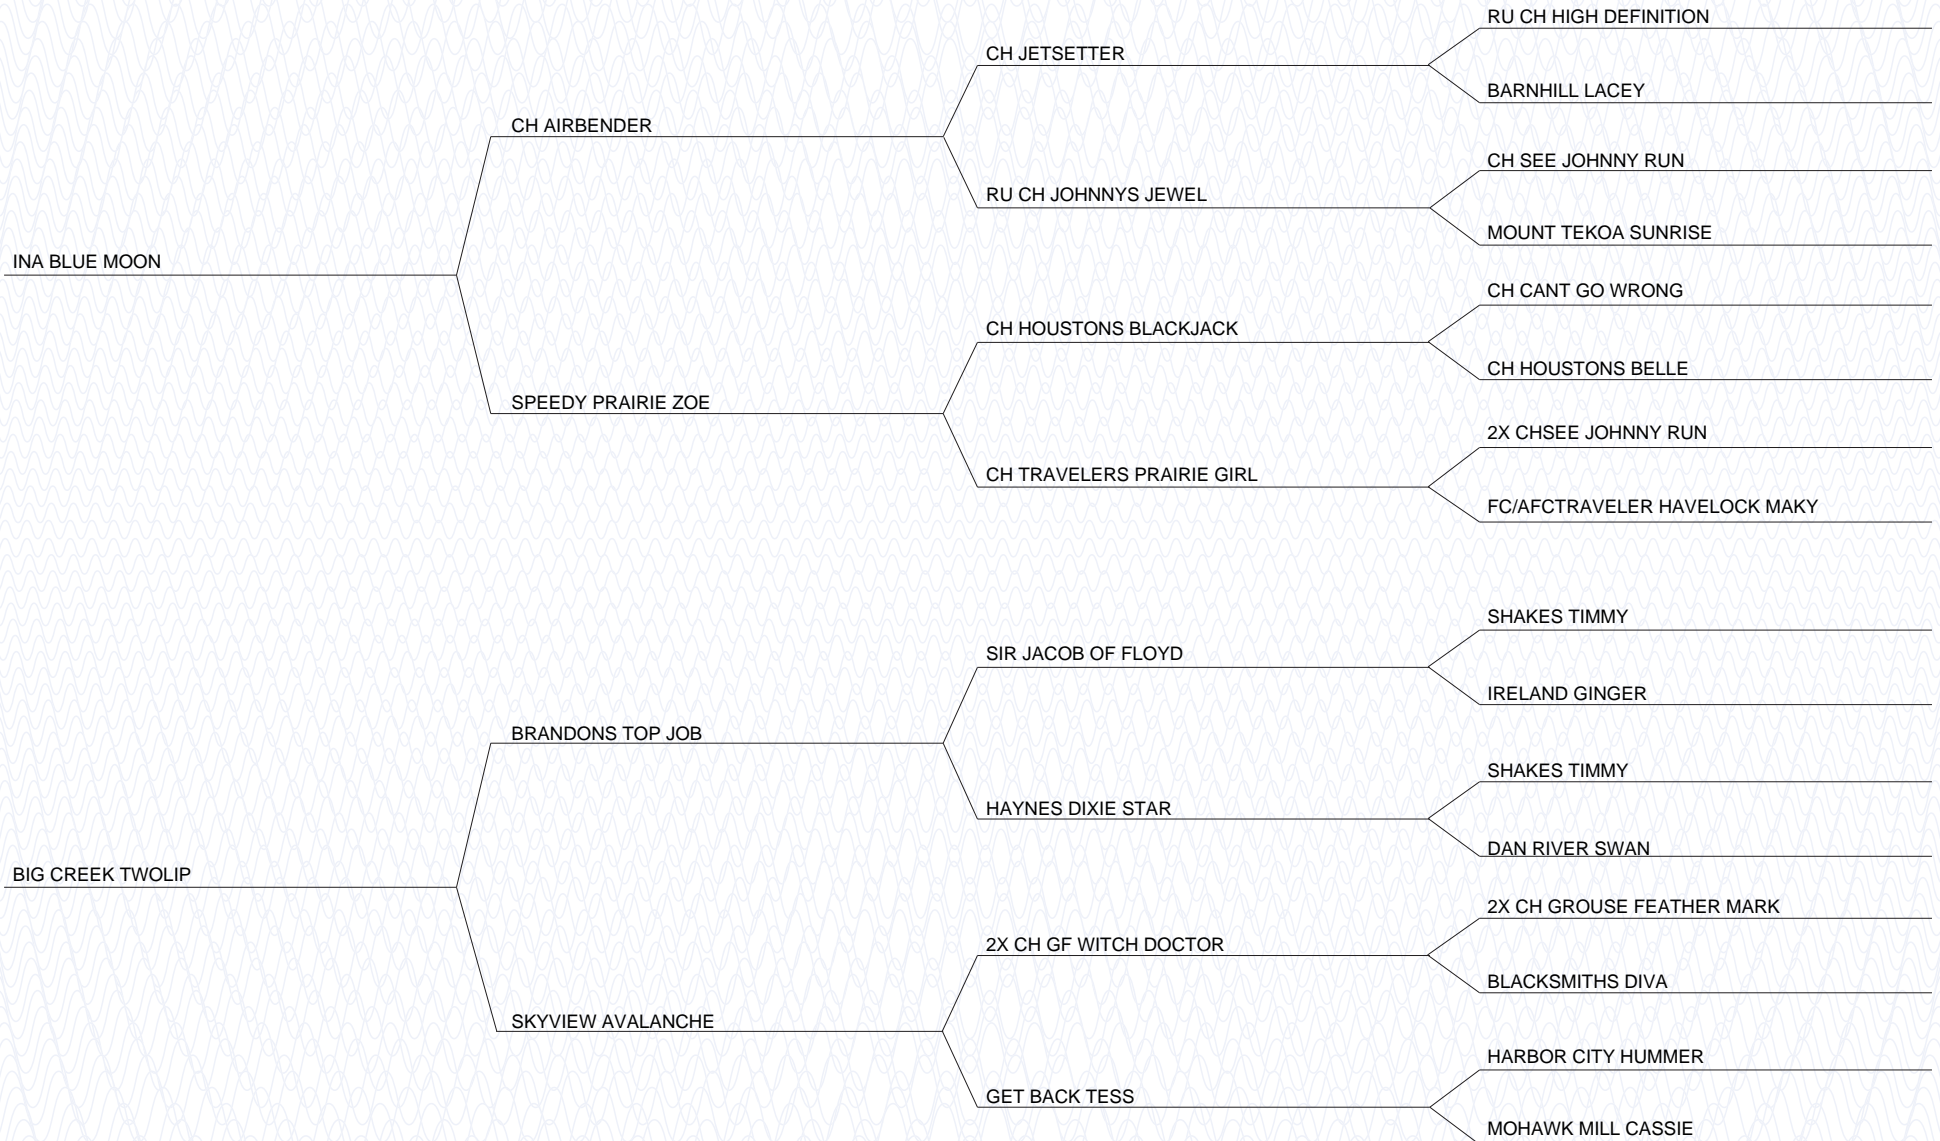 RU CH HIGH DEFINITION
CH JETSETTER
BARNHILL LACEY
CH AIRBENDER
CH SEE JOHNNY RUN
RU CH JOHNNYS JEWEL
MOUNT TEKOA SUNRISE
INA BLUE MOON
CH CANT GO WRONG
CH HOUSTONS BLACKJACK
CH HOUSTONS BELLE
SPEEDY PRAIRIE ZOE
2X CHSEE JOHNNY RUN
CH TRAVELERS PRAIRIE GIRL
FC/AFCTRAVELER HAVELOCK MAKY
SHAKES TIMMY
SIR JACOB OF FLOYD
IRELAND GINGER
BRANDONS TOP JOB
SHAKES TIMMY
HAYNES DIXIE STAR
DAN RIVER SWAN
BIG CREEK TWOLIP
2X CH GROUSE FEATHER MARK
2X CH GF WITCH DOCTOR
BLACKSMITHS DIVA
SKYVIEW AVALANCHE
HARBOR CITY HUMMER
GET BACK TESS
MOHAWK MILL CASSIE